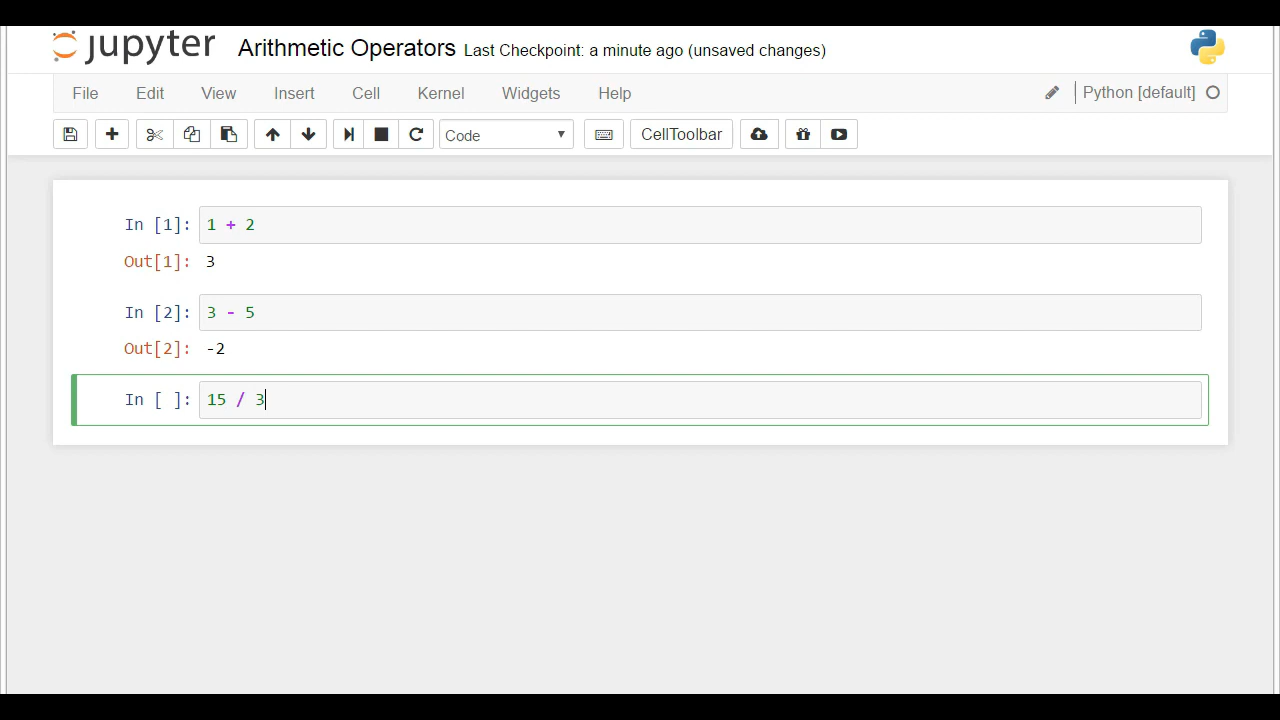 jupyter Arithmetic Operators Last Checkpoint: a minute ago (unsaved changes)
File Edit View Insert Cell Kernel Widgets Help Python [default]
Code CellToolbar
In [1]: 1 + 2
Out[1]: 3
In [2]: 3 - 5
Out[2]: -2
In [ ]: 15 / 3